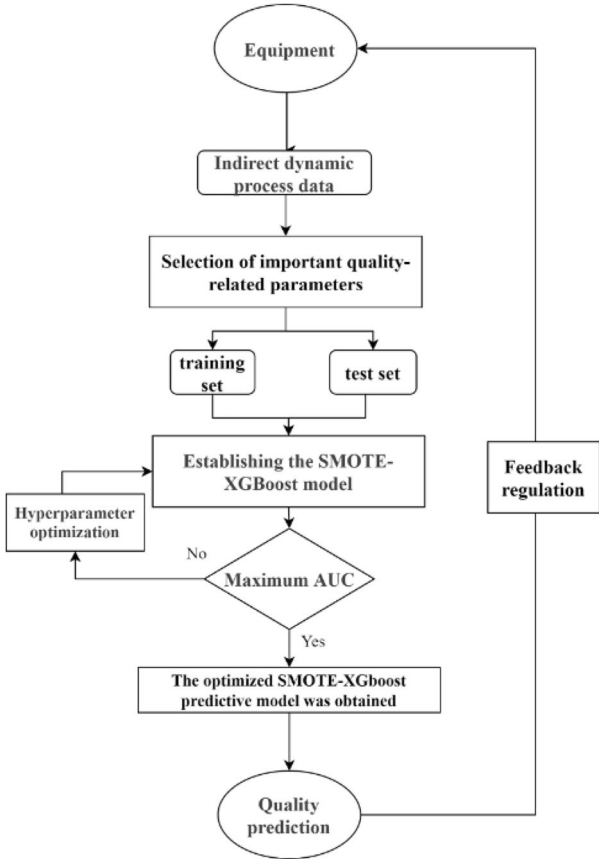 Equipment
Indirect dynamic
process data
Selection of important quality-
related parameters
training
set
test set
Establishing the SMOTE-
XGBoost model
Feedback
regulation
Hyperparameter
optimization
No
Maximum AUC
Yes
The optimized SMOTE-XGboost
predictive model was obtained
Quality
prediction